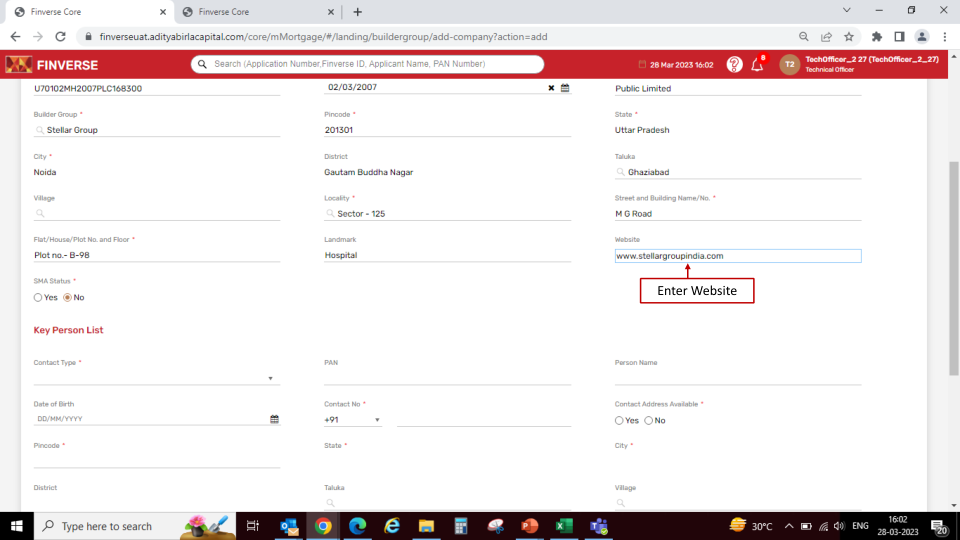 Finverse Core
Finverse Core
finverseuat.adityabirlacapital.com/core/mMortgage/#/landing/buildergroup/add-company?action=add
FINVERSE
Search (Application Number,Finverse ID, Applicant Name, PAN Number)
28 Mar 2023 16:02
8
T2
TechOfficer_2 27 (TechOfficer_2_27)
Technical Officer
U70102MH2007PLC168300
02/03/2007
Public Limited
Builder Group *
Pincode *
State *
Stellar Group
201301
Uttar Pradesh
City *
District
Taluka
Noida
Gautam Buddha Nagar
Ghaziabad
Village
Locality *
Street and Building Name/No. *
Sector - 125
M G Road
Flat/House/Plot No. and Floor *
Landmark
Website
Plot no.- B-98
Hospital
www.stellargroupindia.com
SMA Status *
Yes No
Enter Website
Key Person List
Contact Type *
PAN
Person Name
Date of Birth
Contact No *
Contact Address Available *
DD/MM/YYYY
+91
Yes No
Pincode *
State *
City *
District
Taluka
Village
Type here to search
30°C
ENG
16:02
28-03-2023
20